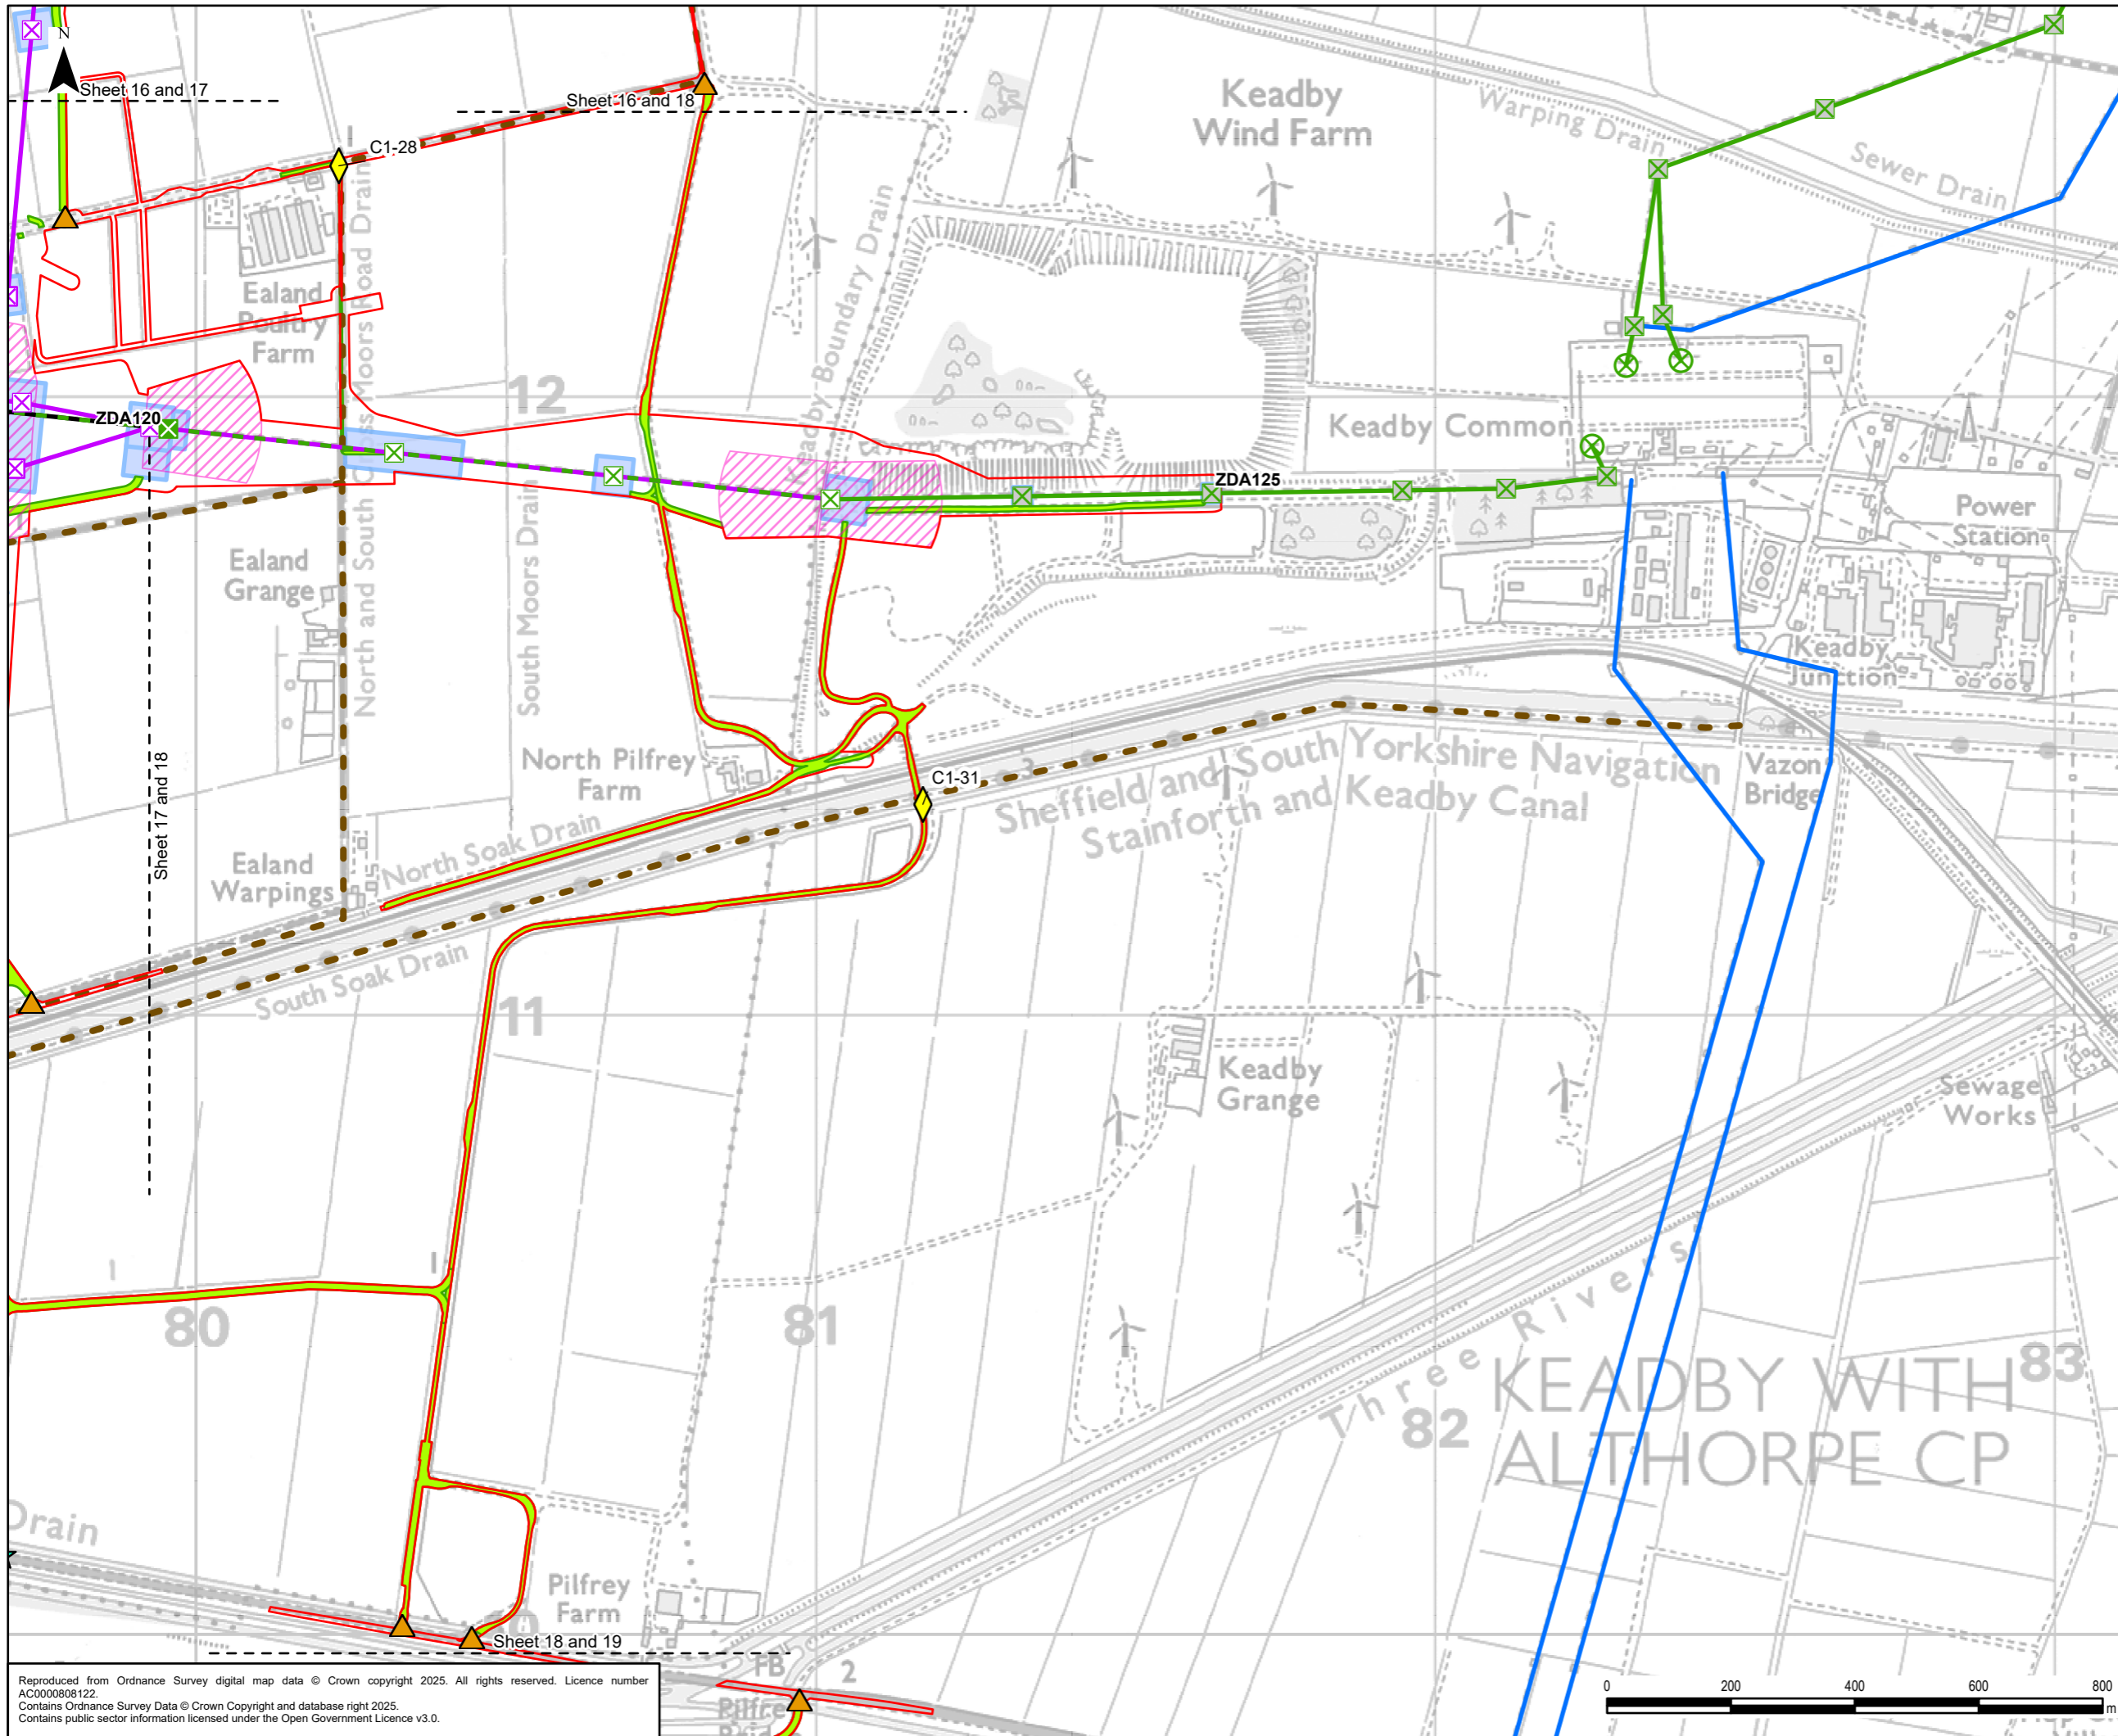 N
Sheet 16 and 17
Sheet 16 and 18
Keadby
Wind Farm
Warping Drain
Sewer Drain
C1-28
Ealand
Poultry
Farm
North and South Cross Moors Road Drain
Keadby Boundary Drain
12
Keadby Common
ZDA120
ZDA125
Power
Station
Ealand
Grange
South Moors Drain
Keadby
Junction
North Pilfrey
Farm
C1-31
3
Sheffield and South Yorkshire Navigation
Stainforth and Keadby Canal
Vazon
Bridge
Sheet 17 and 18
Ealand
Warpings
North Soak Drain
South Soak Drain
11
Keadby
Grange
Sewage
Works
80
81
Three Rivers
82
83
KEADBY WITH
ALTHORPE CP
Drain
Pilfrey
Farm
10
Sheet 18 and 19
FB
2
Reproduced from Ordnance Survey digital map data © Crown copyright 2025. All rights reserved. Licence number
AC0000808122.
Contains Ordnance Survey Data © Crown Copyright and database right 2025.
Contains public sector information licensed under the Open Government Licence v3.0.
0 200 400 600 800
m